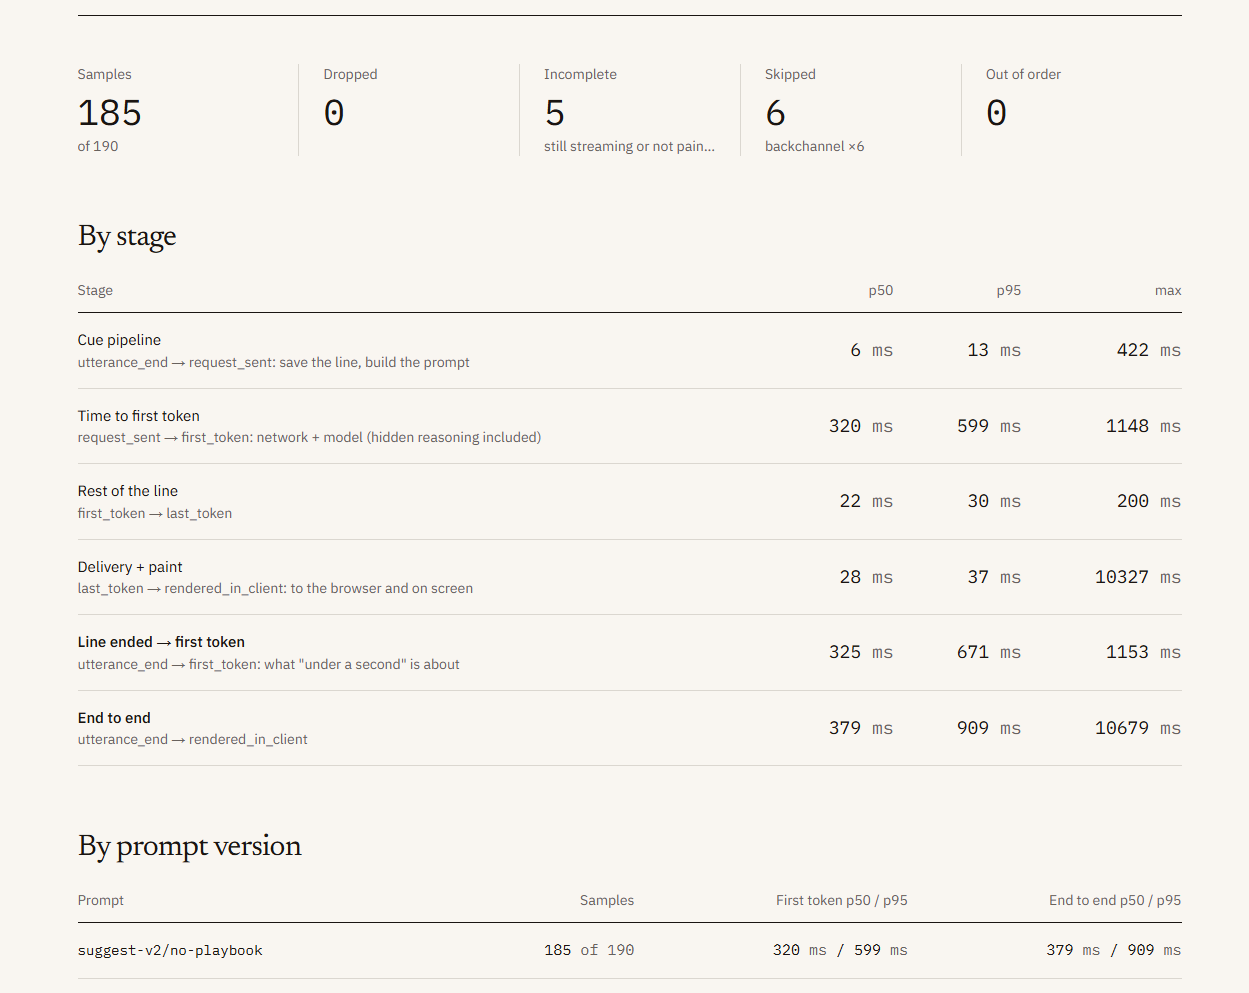 Samples
185
of 190
Dropped
0
Incomplete
5
still streaming or not pain...
Skipped
6
backchannel ×6
Out of order
0
By stage
Stage p50 p95 max
Cue pipeline
utterance_end → request_sent: save the line, build the prompt
6 ms 13 ms 422 ms
Time to first token
request_sent → first_token: network + model (hidden reasoning included)
320 ms 599 ms 1148 ms
Rest of the line
first_token → last_token
22 ms 30 ms 200 ms
Delivery + paint
last_token → rendered_in_client: to the browser and on screen
28 ms 37 ms 10327 ms
Line ended → first token
utterance_end → first_token: what "under a second" is about
325 ms 671 ms 1153 ms
End to end
utterance_end → rendered_in_client
379 ms 909 ms 10679 ms
By prompt version
Prompt Samples First token p50 / p95 End to end p50 / p95
suggest-v2/no-playbook 185 of 190 320 ms / 599 ms 379 ms / 909 ms